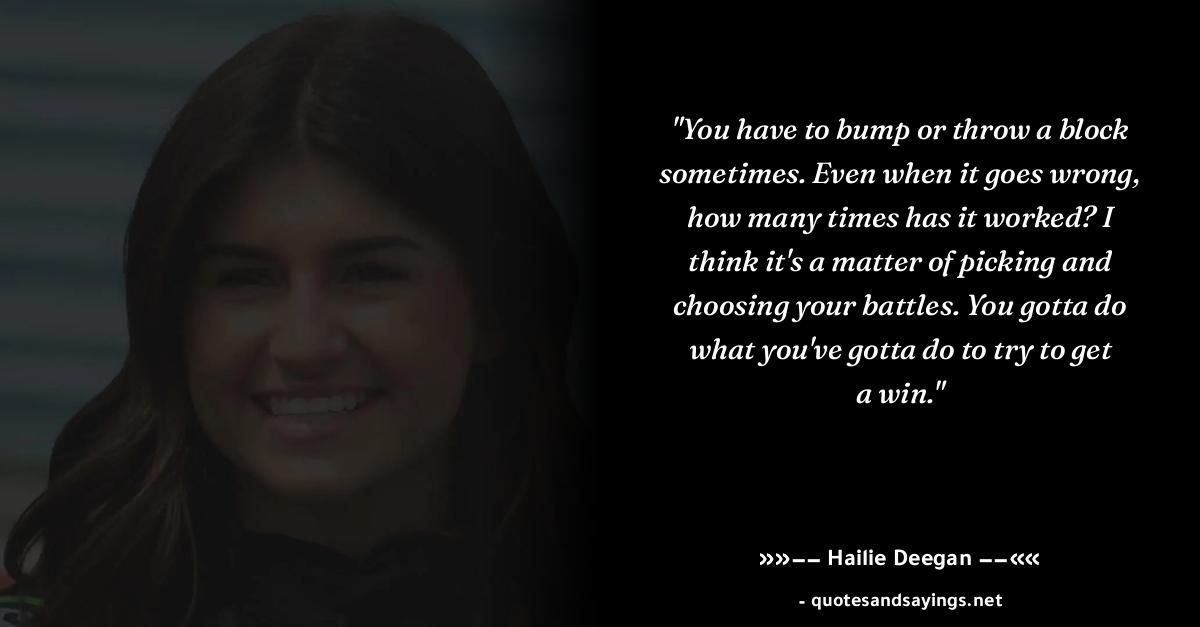 "You have to bump or throw a block
sometimes. Even when it goes wrong,
how many times has it worked? I
think it's a matter of picking and
choosing your battles. You gotta do
what you've gotta do to try to get
a win."
»»–– Hailie Deegan ––««
- quotesandsayings.net